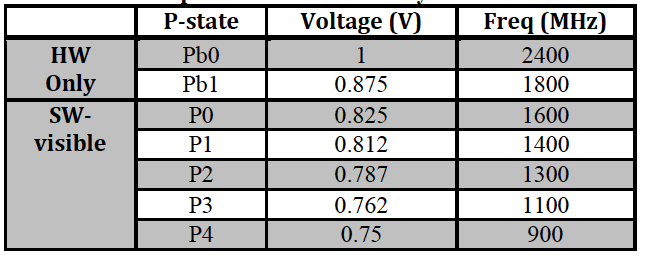 P-state Voltage (V) Freq (MHz)
HW Only Pb0 1 2400
Pb1 0.875 1800
SW-visible P0 0.825 1600
P1 0.812 1400
P2 0.787 1300
P3 0.762 1100
P4 0.75 900